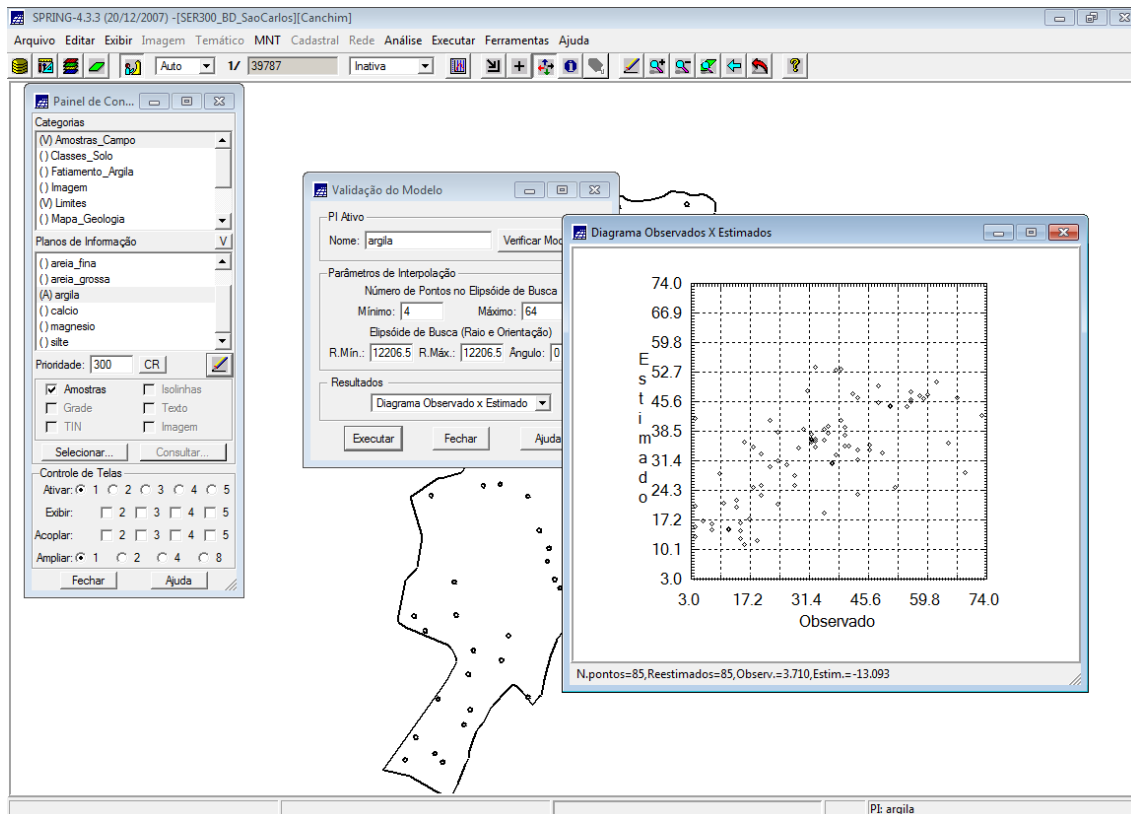 SPRING-4.3.3 (20/12/2007) -[SER300_BD_SaoCarlos][Canchim]
Arquivo Editar Exibir Imagem Temático MNT Cadastral Rede Análise Executar Ferramentas Ajuda
Auto 1/ 39787 Inativa
Painel de Con...
Categorias
(V) Amostras_Campo
( ) Classes_Solo
( ) Fatiamento_Argila
( ) Imagem
(V) Limites
( ) Mapa_Geologia
Planos de Informação V
( ) areia_fina
( ) areia_grossa
(A) argila
( ) calcio
( ) magnesio
( ) silte
Prioridade: 300 CR
Amostras Isolinhas
Grade Texto
TIN Imagem
Selecionar... Consultar...
Controle de Telas
Ativar: 1 2 3 4 5
Exibir: 2 3 4 5
Acoplar: 2 3 4 5
Ampliar: 1 2 4 8
Fechar Ajuda
Validação do Modelo
PI Ativo
Nome: argila Verificar Mod
Parâmetros de Interpolação
Número de Pontos no Elipsóide de Busca
Mínimo: 4 Máximo: 64
Elipsóide de Busca (Raio e Orientação)
R.Mín.: 12206.5 R.Máx.: 12206.5 Ângulo: 0
Resultados
Diagrama Observado x Estimado
Executar Fechar Ajuda
Diagrama Observados X Estimados
74.0
66.9
59.8
52.7
45.6
38.5
31.4
24.3
17.2
10.1
3.0
Estimado
3.0 17.2 31.4 45.6 59.8 74.0
Observado
N.pontos=85,Reestimados=85,Observ.=3.710,Estim.=-13.093
PI: argila